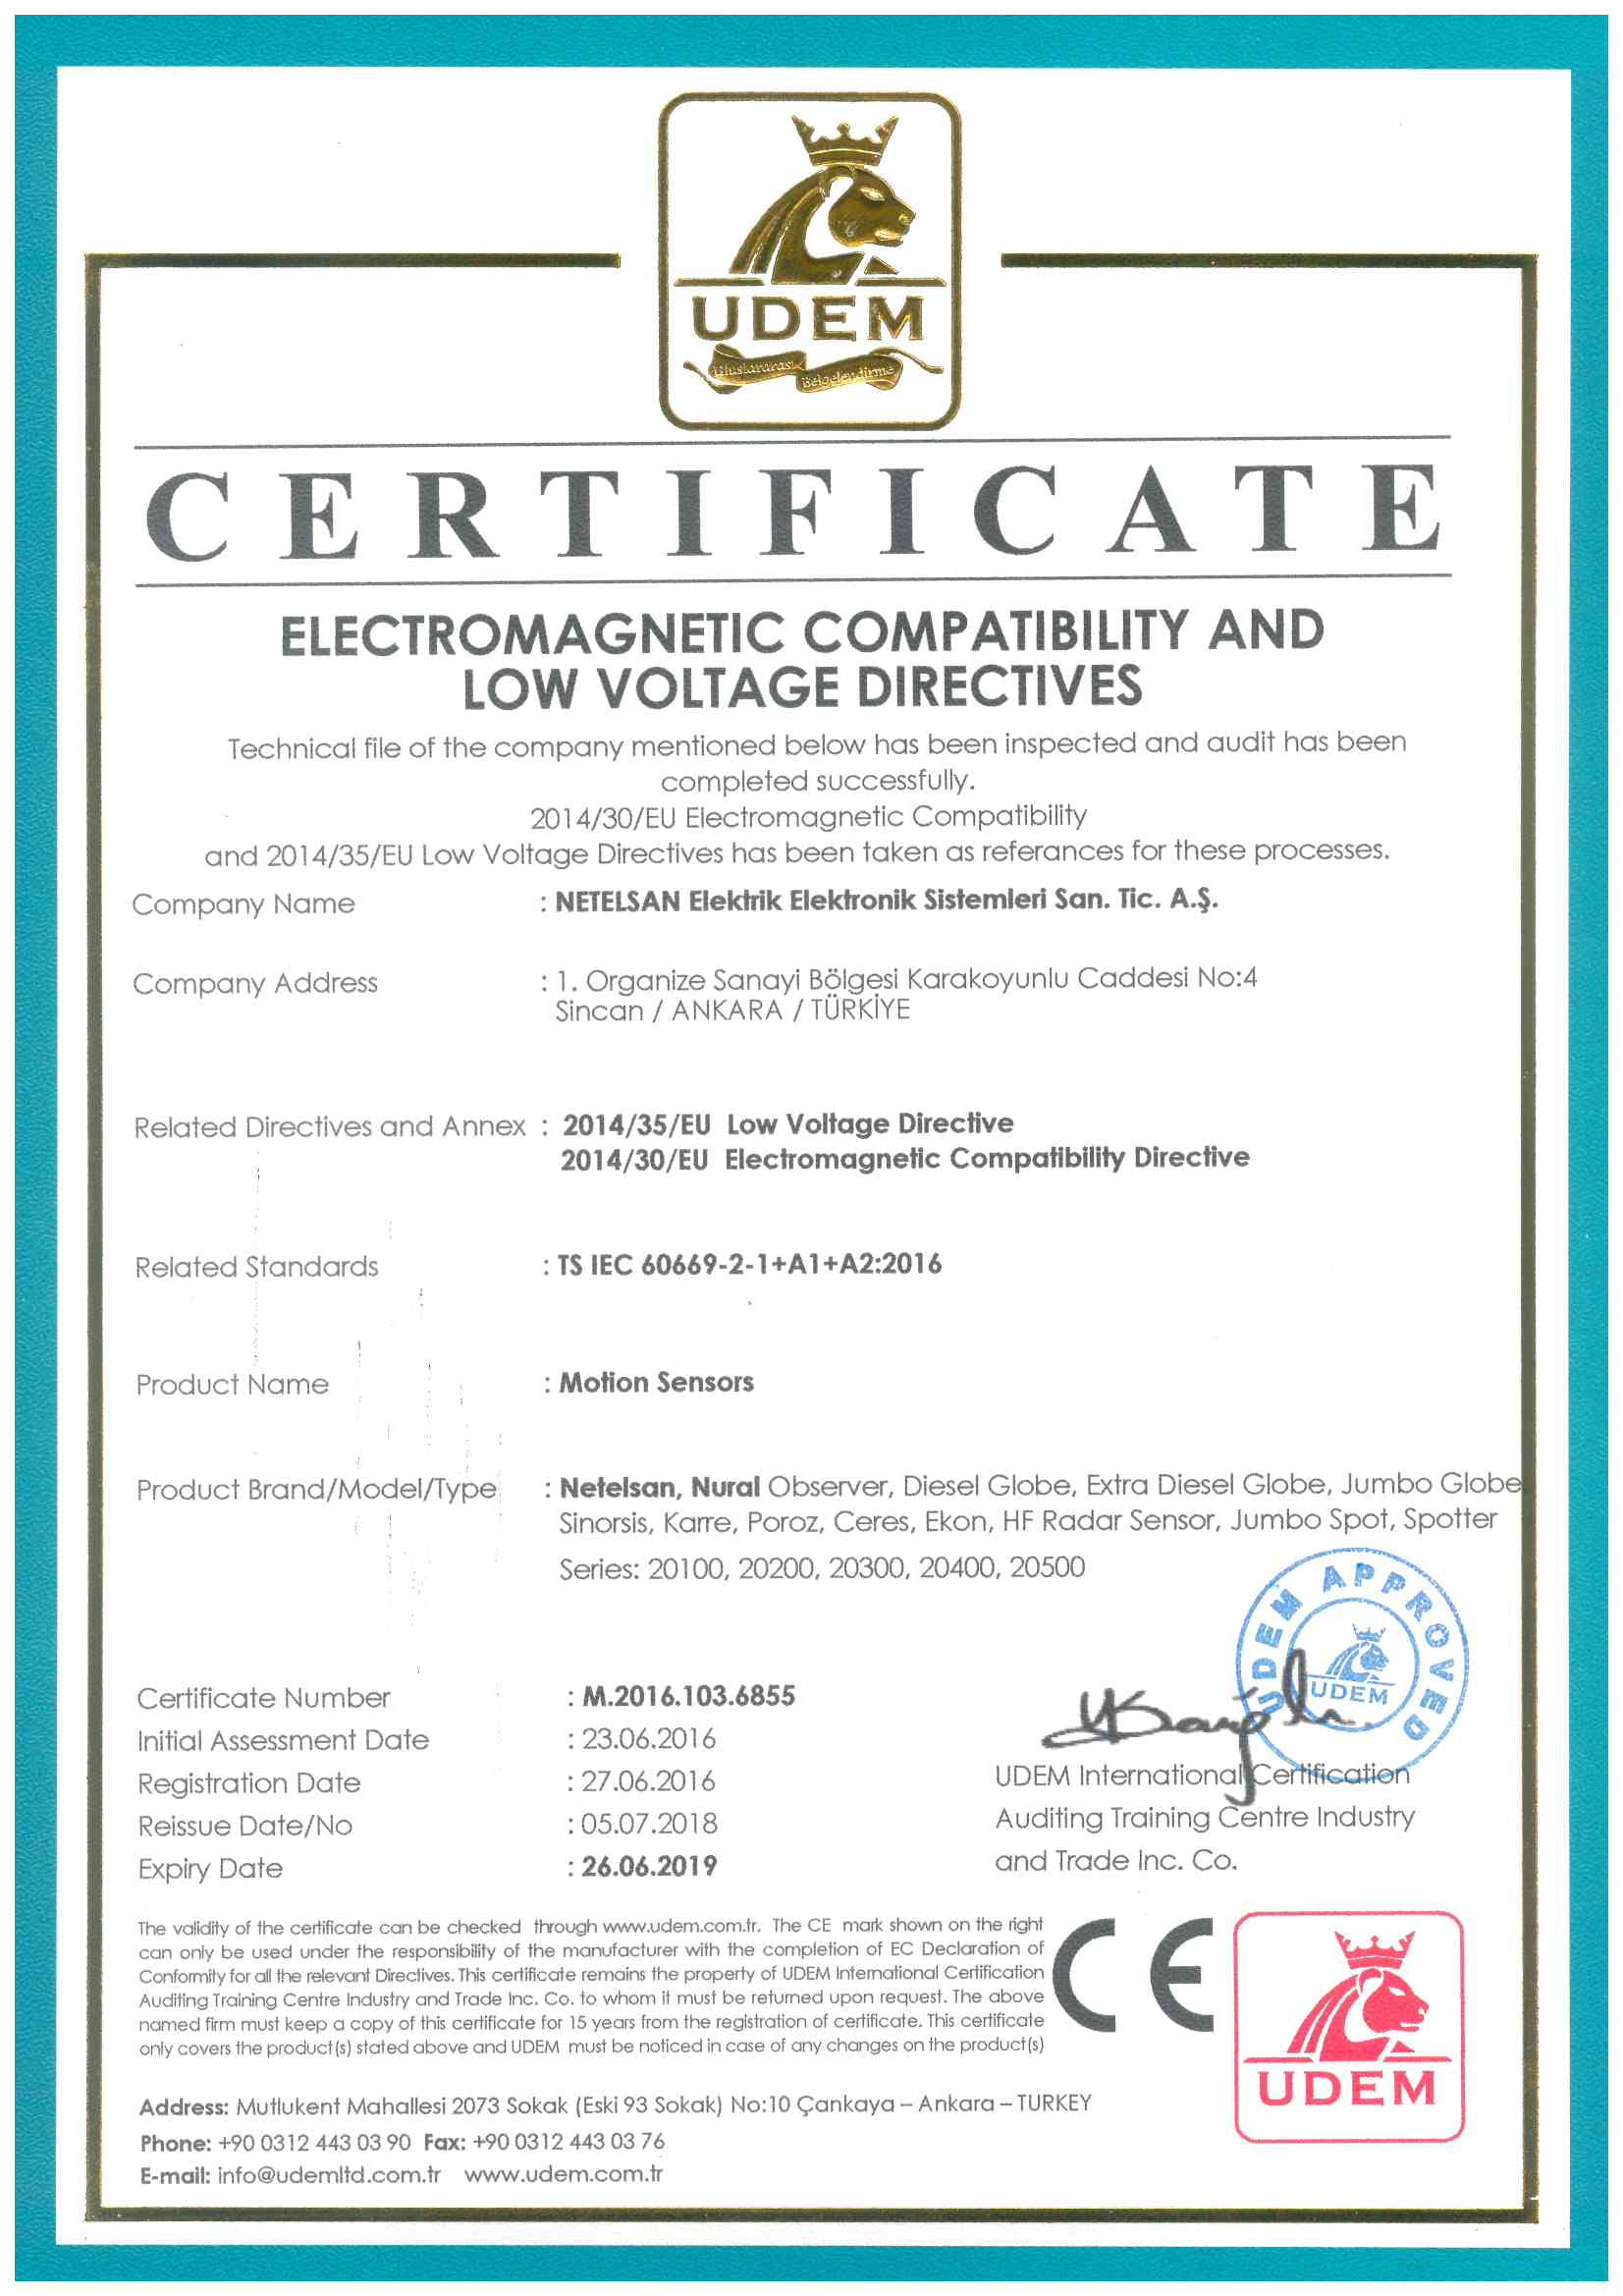 UDEM
Uluslararası Belgelendirme
CERTIFICATE
ELECTROMAGNETIC COMPATIBILITY AND
LOW VOLTAGE DIRECTIVES
Technical file of the company mentioned below has been inspected and audit has been
completed successfully.
2014/30/EU Electromagnetic Compatibility
and 2014/35/EU Low Voltage Directives has been taken as referances for these processes.
Company Name : NETELSAN Elektrik Elektronik Sistemleri San. Tic. A.Ş.
Company Address : 1. Organize Sanayi Bölgesi Karakoyunlu Caddesi No:4
Sincan / ANKARA / TÜRKİYE
Related Directives and Annex : 2014/35/EU Low Voltage Directive
2014/30/EU Electromagnetic Compatibility Directive
Related Standards : TS IEC 60669-2-1+A1+A2:2016
Product Name : Motion Sensors
Product Brand/Model/Type : Netelsan, Nural Observer, Diesel Globe, Extra Diesel Globe, Jumbo Globe
Sinorsis, Karre, Poroz, Ceres, Ekon, HF Radar Sensor, Jumbo Spot, Spotter
Series: 20100, 20200, 20300, 20400, 20500
UDEM APPROVED
UDEM
Certificate Number : M.2016.103.6855
Initial Assessment Date : 23.06.2016
Registration Date : 27.06.2016
Reissue Date/No : 05.07.2018
Expiry Date : 26.06.2019
UDEM International Certification
Auditing Training Centre Industry
and Trade Inc. Co.
The validity of the certificate can be checked through www.udem.com.tr. The CE mark shown on the right
can only be used under the responsibility of the manufacturer with the completion of EC Declaration of
Conformity for all the relevant Directives. This certificate remains the property of UDEM International Certification
Auditing Training Centre Industry and Trade Inc. Co. to whom it must be returned upon request. The above
named firm must keep a copy of this certificate for 15 years from the registration of certificate. This certificate
only covers the product(s) stated above and UDEM must be noticed in case of any changes on the product(s)
CE
UDEM
Address: Mutlukent Mahallesi 2073 Sokak (Eski 93 Sokak) No:10 Çankaya – Ankara – TURKEY
Phone: +90 0312 443 03 90 Fax: +90 0312 443 03 76
E-mail: info@udemltd.com.tr www.udem.com.tr